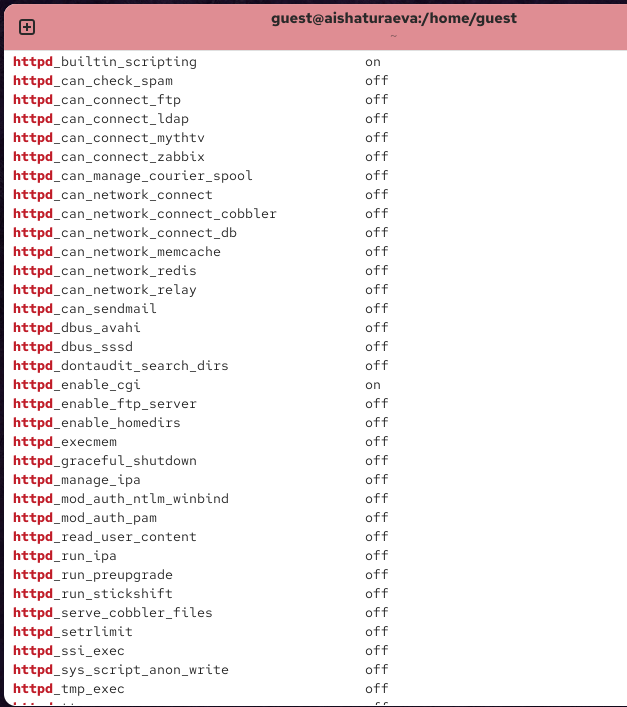 guest@aishaturaeva:/home/guest
~
httpd_builtin_scripting on
httpd_can_check_spam off
httpd_can_connect_ftp off
httpd_can_connect_ldap off
httpd_can_connect_mythtv off
httpd_can_connect_zabbix off
httpd_can_manage_courier_spool off
httpd_can_network_connect off
httpd_can_network_connect_cobbler off
httpd_can_network_connect_db off
httpd_can_network_memcache off
httpd_can_network_redis off
httpd_can_network_relay off
httpd_can_sendmail off
httpd_dbus_avahi off
httpd_dbus_sssd off
httpd_dontaudit_search_dirs off
httpd_enable_cgi on
httpd_enable_ftp_server off
httpd_enable_homedirs off
httpd_execmem off
httpd_graceful_shutdown off
httpd_manage_ipa off
httpd_mod_auth_ntlm_winbind off
httpd_mod_auth_pam off
httpd_read_user_content off
httpd_run_ipa off
httpd_run_preupgrade off
httpd_run_stickshift off
httpd_serve_cobbler_files off
httpd_setrlimit off
httpd_ssi_exec off
httpd_sys_script_anon_write off
httpd_tmp_exec off